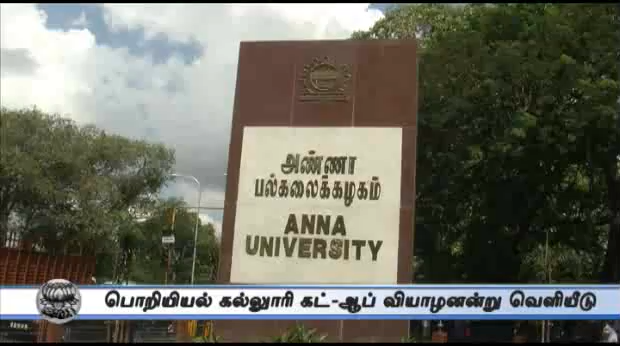 அண்ணா
பல்கலைக்கழகம்
ANNA
UNIVERSITY
பொறியியல் கல்லூரி கட்-ஆப் வியாழனன்று வெளியீடு